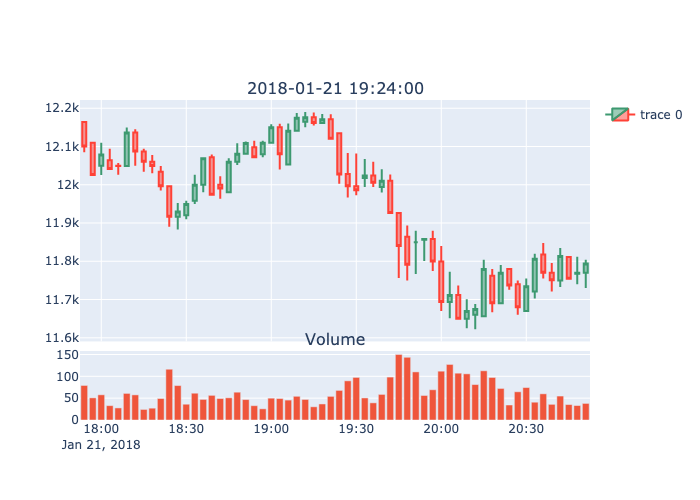 2018-01-21 19:24:00
12.2k
12.1k
12k
11.9k
11.8k
11.7k
11.6k
trace 0
Volume
150
100
50
0
18:00 18:30 19:00 19:30 20:00 20:30
Jan 21, 2018